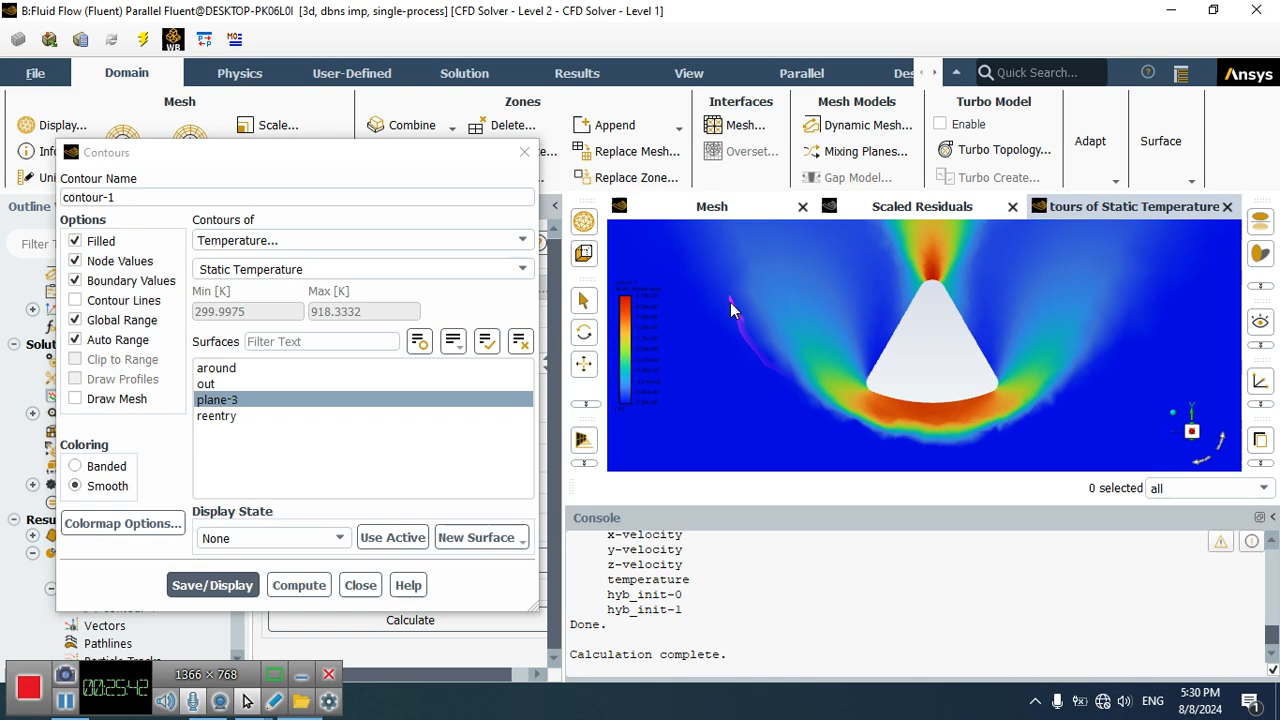 B:Fluid Flow (Fluent) Parallel Fluent@DESKTOP-PK06L0I [3d, dbns imp, single-proces] [CFD Solver - Level 2 - CFD Solver - Level 1]
WB
File Domain Physics User-Defined Solution Results View Parallel Des Quick Search... Ansys
Mesh Zones Interfaces Mesh Models Turbo Model
Display... Scale... Combine Delete... Append Mesh... Dynamic Mesh... Enable
Adapt Surface
Replace Mesh... Overset... Mixing Planes... Turbo Topology...
Replace Zone... Gap Model... Turbo Create...
Contours
Contour Name
contour-1
Options Contours of
Filled Temperature...
Node Values Static Temperature
Boundary Values Min [K] Max [K]
Contour Lines 299.9975 918.3332
Global Range Surfaces Filter Text
Auto Range
Clip to Range
Draw Profiles
Draw Mesh
around
out
plane-3
reentry
Coloring
Banded
Smooth
Display State
Colormap Options... None Use Active New Surface
Save/Display Compute Close Help
Outline
Filter T
Vectors
Pathlines
Calculate
Mesh Scaled Residuals tours of Static Temperature
0 selected all
Console
x-velocity
y-velocity
z-velocity
temperature
hyb_init-0
hyb_init-1
Done.
Calculation complete.
00:25:42
1366 × 768
ENG
5:30 PM
8/8/2024